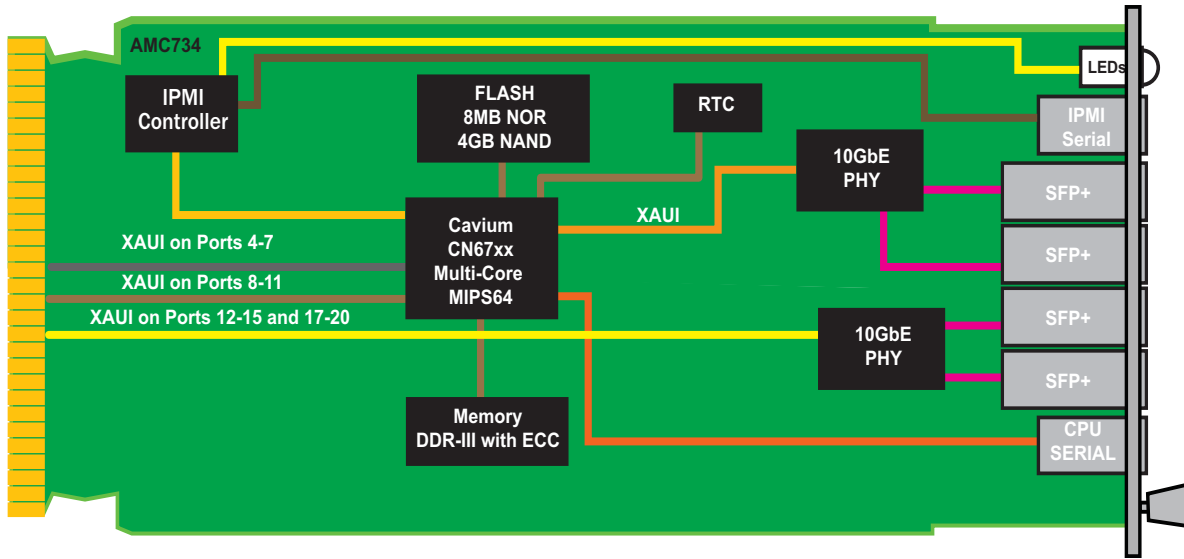 AMC734
LEDs
IPMI
Controller
FLASH
8MB NOR
4GB NAND
RTC
IPMI
Serial
10GbE
PHY
SFP+
XAUI
Cavium
CN67xx
Multi-Core
MIPS64
XAUI on Ports 4-7
SFP+
XAUI on Ports 8-11
XAUI on Ports 12-15 and 17-20
SFP+
10GbE
PHY
SFP+
Memory
DDR-III with ECC
CPU
SERIAL